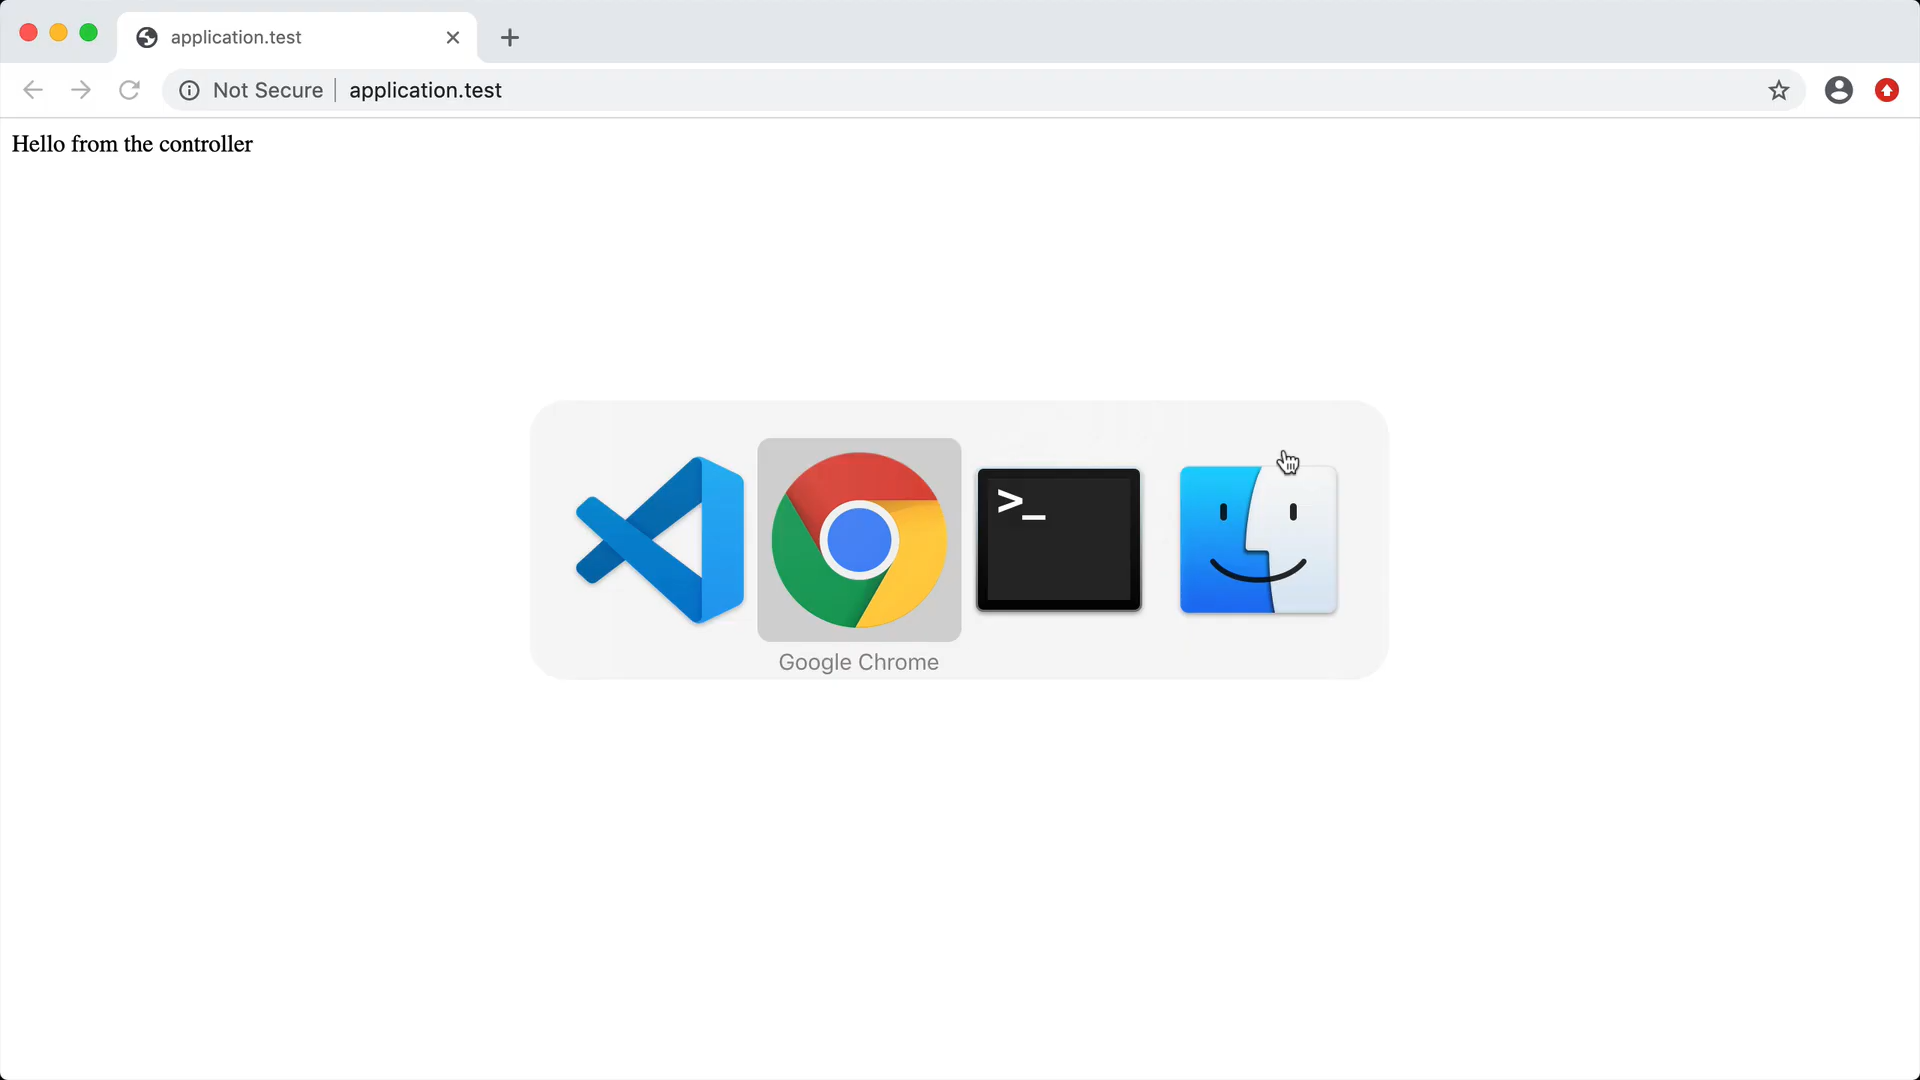 application.test
Not Secure application.test
Hello from the controller
>_
Google Chrome